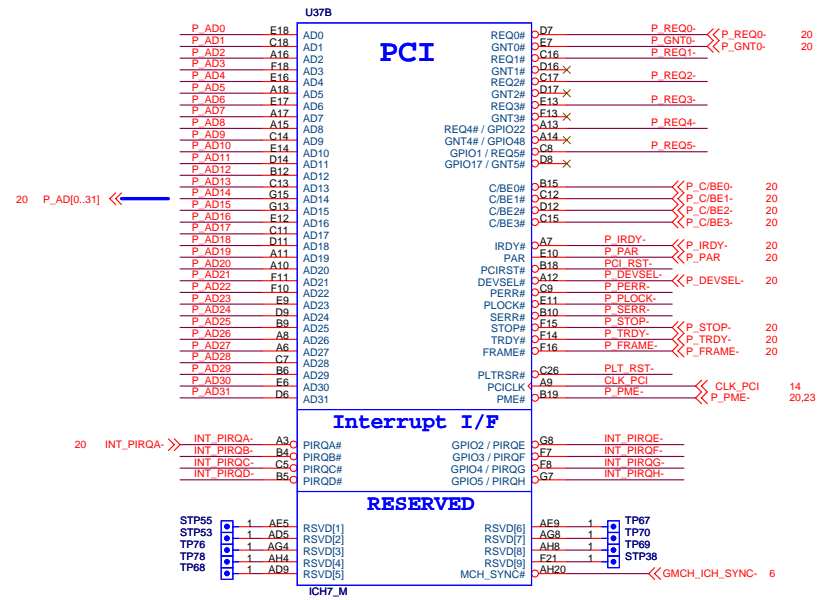 U37B
PCI
P_AD0 E18 AD0 REQ0# D7 P_REQ0- P_REQ0- 20
P_AD1 C18 AD1 GNT0# E7 P_GNT0- P_GNT0- 20
P_AD2 A16 AD2 REQ1# C16 P_REQ1-
P_AD3 F18 AD3 GNT1# D16
P_AD4 E16 AD4 REQ2# C17 P_REQ2-
P_AD5 A18 AD5 GNT2# D17
P_AD6 E17 AD6 REQ3# E13 P_REQ3-
P_AD7 A17 AD7 GNT3# F13
P_AD8 A15 AD8 REQ4# / GPIO22 A13 P_REQ4-
P_AD9 C14 AD9 GNT4# / GPIO48 A14
P_AD10 E14 AD10 GPIO1 / REQ5# C8 P_REQ5-
P_AD11 D14 AD11 GPIO17 / GNT5# D8
P_AD12 B12 AD12
P_AD13 C13 AD13 C/BE0# B15 P_C/BE0- 20
20 P_AD[0..31] P_AD14 G15 AD14 C/BE1# C12 P_C/BE1- 20
P_AD15 G13 AD15 C/BE2# D12 P_C/BE2- 20
P_AD16 E12 AD16 C/BE3# C15 P_C/BE3- 20
P_AD17 C11 AD17
P_AD18 D11 AD18 IRDY# A7 P_IRDY- P_IRDY- 20
P_AD19 A11 AD19 PAR E10 P_PAR P_PAR 20
P_AD20 A10 AD20 PCIRST# B18 PCI_RST-
P_AD21 F11 AD21 DEVSEL# A12 P_DEVSEL- P_DEVSEL- 20
P_AD22 F10 AD22 PERR# C9 P_PERR-
P_AD23 E9 AD23 PLOCK# E11 P_PLOCK-
P_AD24 D9 AD24 SERR# B10 P_SERR-
P_AD25 B9 AD25 STOP# F15 P_STOP- P_STOP- 20
P_AD26 A8 AD26 TRDY# F14 P_TRDY- P_TRDY- 20
P_AD27 A6 AD27 FRAME# F16 P_FRAME- P_FRAME- 20
P_AD28 C7 AD28
P_AD29 B6 AD29 PLTRSR# C26 PLT_RST-
P_AD30 E6 AD30 PCICLK A9 CLK_PCI CLK_PCI 14
P_AD31 D6 AD31 PME# B19 P_PME- P_PME- 20,23
Interrupt I/F
20 INT_PIRQA- INT_PIRQA- A3 PIRQA# GPIO2 / PIRQE G8 INT_PIRQE-
INT_PIRQB- B4 PIRQB# GPIO3 / PIRQF F7 INT_PIRQF-
INT_PIRQC- C5 PIRQC# GPIO4 / PIRQG F8 INT_PIRQG-
INT_PIRQD- B5 PIRQD# GPIO5 / PIRQH G7 INT_PIRQH-
RESERVED
STP55 1 AE5 RSVD[1] RSVD[6] AE9 1 TP67
STP53 1 AD5 RSVD[2] RSVD[7] AG8 1 TP70
TP76 1 AG4 RSVD[3] RSVD[8] AH8 1 TP69
TP78 1 AH4 RSVD[4] RSVD[9] F21 1 STP38
TP68 1 AD9 RSVD[5] MCH_SYNC# AH20 GMCH_ICH_SYNC- 6
ICH7_M